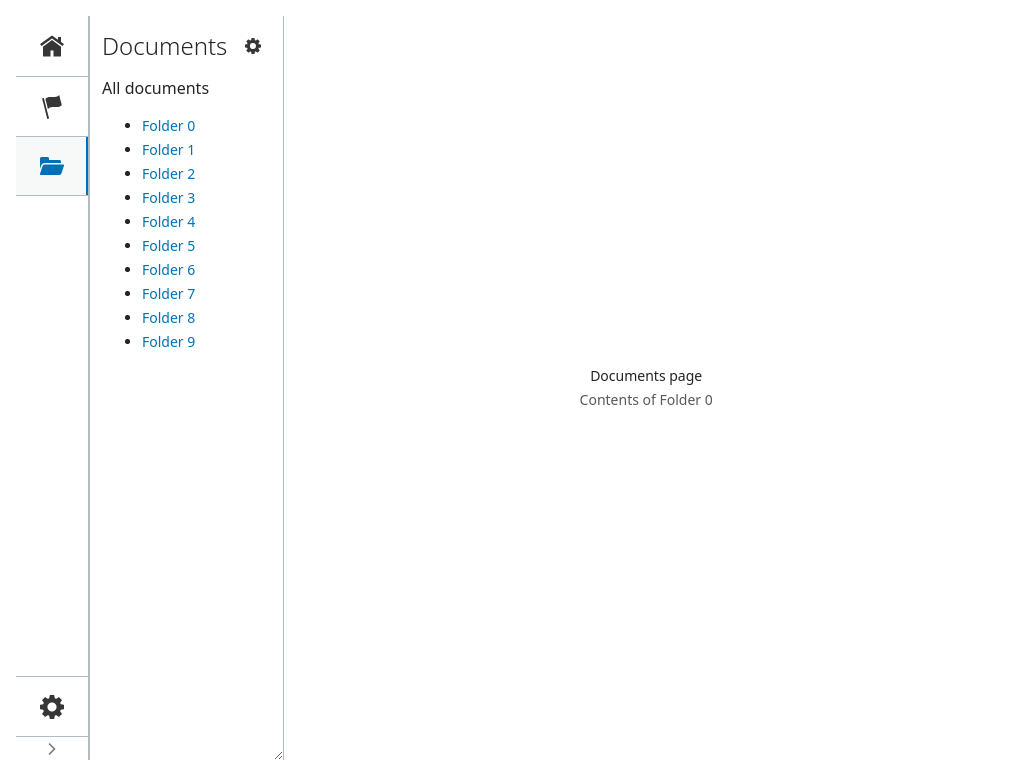 Documents
All documents
Folder 0
Folder 1
Folder 2
Folder 3
Folder 4
Folder 5
Folder 6
Folder 7
Folder 8
Folder 9
Documents page
Contents of Folder 0